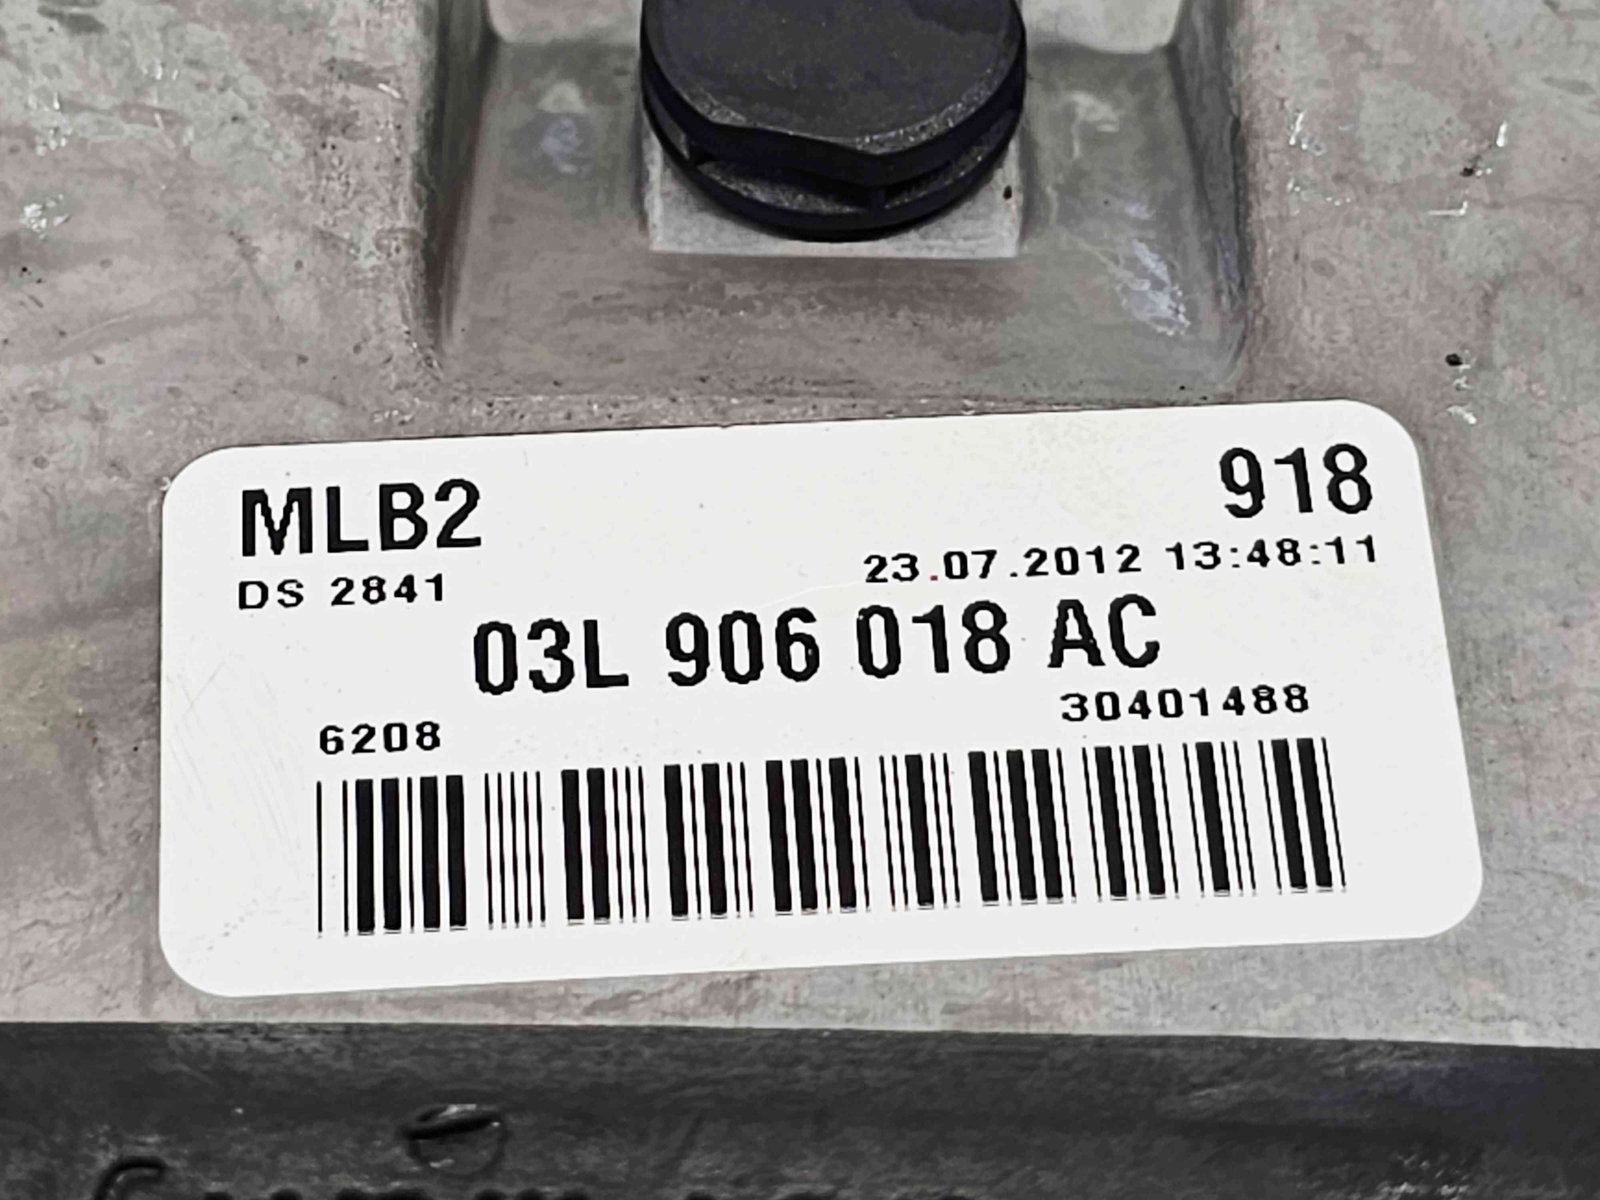 MLB2 918
DS 2841 23.07.2012 13:48:11
03L 906 018 AC
6208 30401488